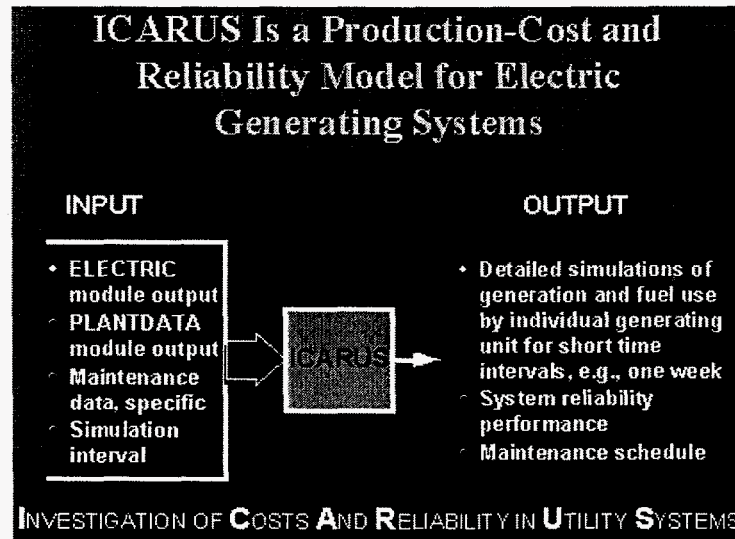 ICARUS Is a Production-Cost and
Reliability Model for Electric
Generating Systems
INPUT
• ELECTRIC
module output
• PLANTDATA
module output
• Maintenance
data, specific
• Simulation
interval
ICARUS
OUTPUT
• Detailed simulations of
generation and fuel use
by individual generating
unit for short time
intervals, e.g., one week
• System reliability
performance
• Maintenance schedule
INVESTIGATION OF COSTS AND RELIABILITY IN UTILITY SYSTEMS